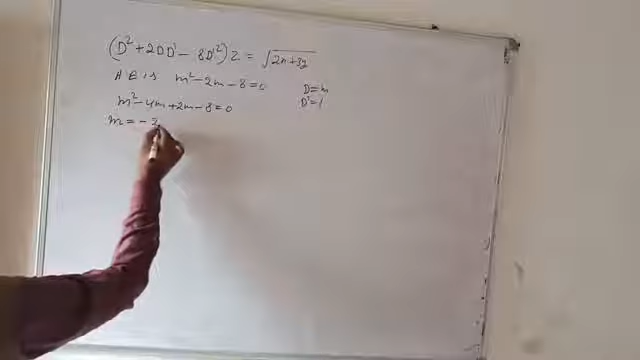 (D² + 2DD' - 8D'²) Z = √2x+3y
A E is m² - 2m - 8 = 0
D = m
D' = 1
m² - 4m + 2m - 8 = 0
m = - 2